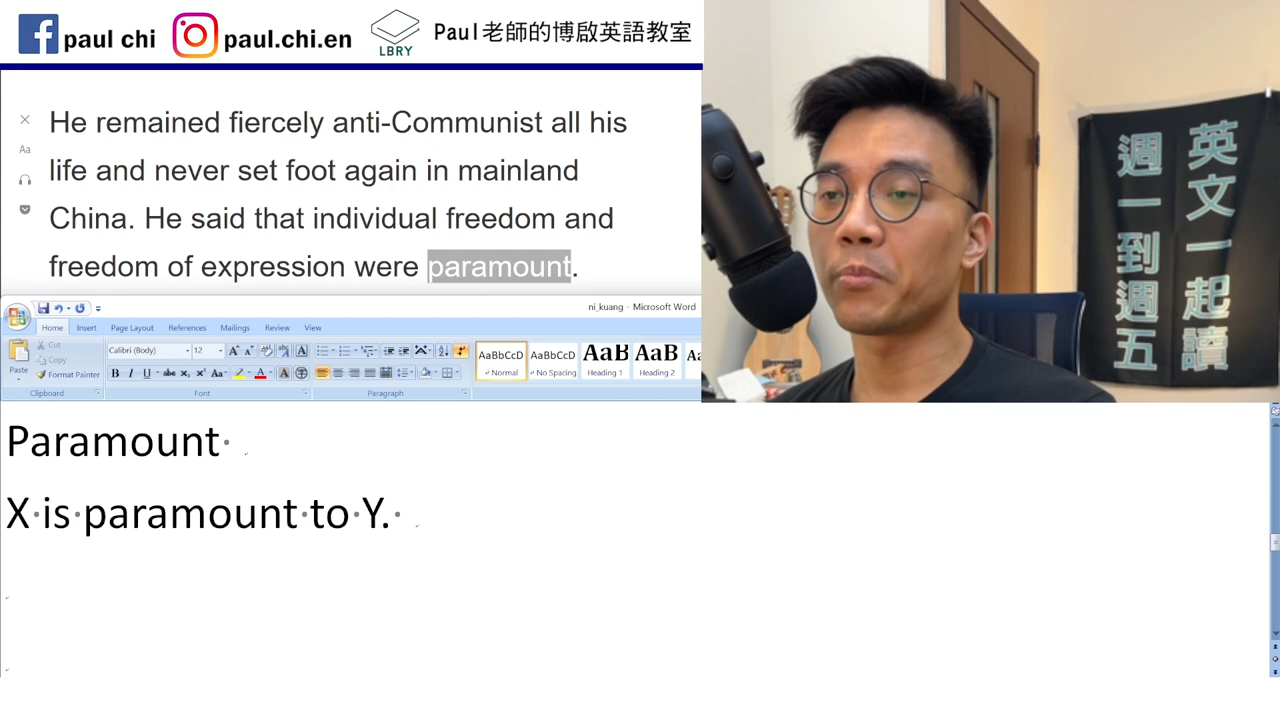 paul chi
paul.chi.en
LBRY
Paul老師的博啟英語教室
He remained fiercely anti-Communist all his
life and never set foot again in mainland
China. He said that individual freedom and
freedom of expression were paramount.
Aa
ni_kuang - Microsoft Word
Home Insert Page Layout References Mailings Review View
Paste
Cut
Copy
Format Painter
Clipboard
Calibri (Body) 12
Font
Paragraph
AaBbCcD AaBbCcD AaBb AaB
Normal No Spacing Heading 1 Heading 2
Paramount
X is paramount to Y.
英文一起讀
週一到週五